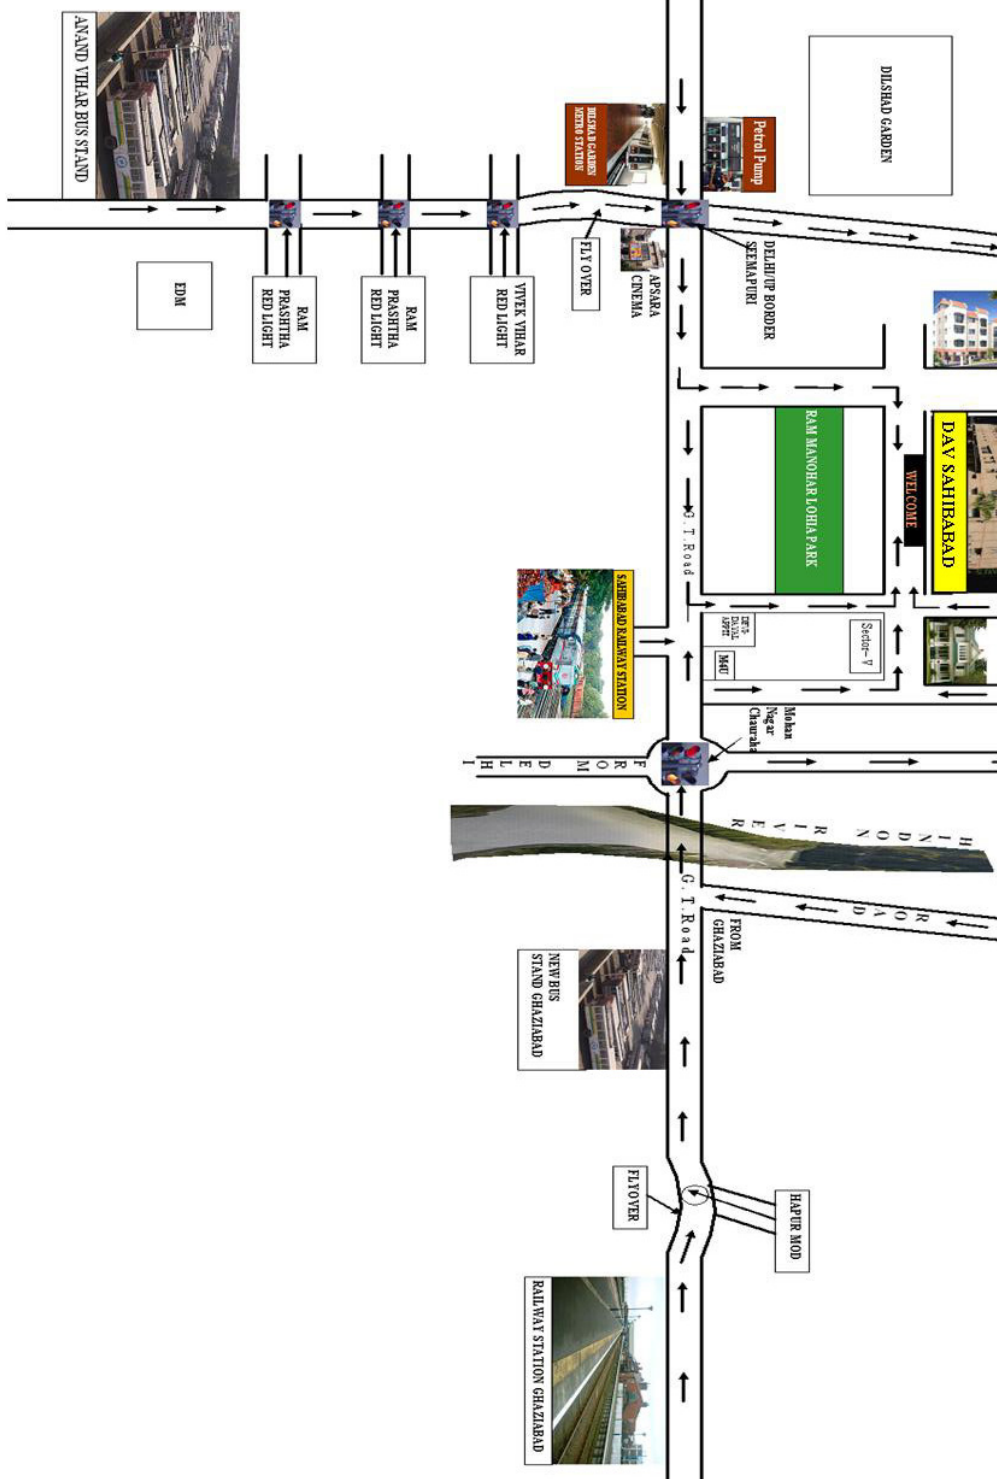 ANAND VIHAR BUS STAND
EDM
RAM
PRASHTHA
RED LIGHT
RAM
PRASHTHA
RED LIGHT
VIVEK VIHAR
RED LIGHT
FLY OVER
DILSHAD GARDEN
METRO STATION
Petrol Pump
DILSHAD GARDEN
DELHI/UP BORDER
SEEMAPURI
APSARA
CINEMA
DAV SAHIBABAD
WELCOME
RAM MANOHAR LOHIA PARK
G.T.Road
SAHIBABAD RAILWAY STATION
DAYAL
M4U
Sector-V
Mohan
Nagar
Chauraha
FROM DELHI
HINDON RIVER
G.T.Road
ROAD
FROM
GHAZIABAD
NEW BUS
STAND GHAZIABAD
FLYOVER
HAPUR MOD
RAILWAY STATION GHAZIABAD